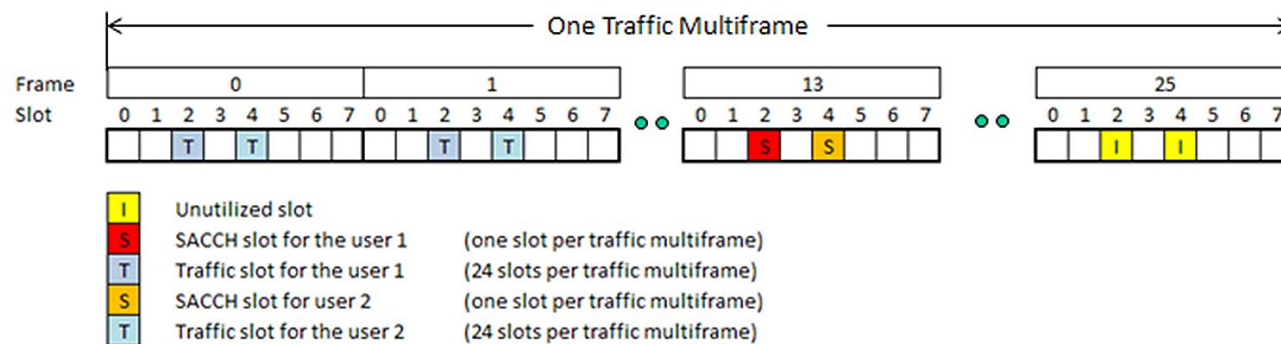 One Traffic Multiframe
Frame 0 1 13 25
Slot 0 1 2 3 4 5 6 7 0 1 2 3 4 5 6 7 0 1 2 3 4 5 6 7 0 1 2 3 4 5 6 7
T T T T S S I I
I Unutilized slot
S SACCH slot for the user 1 (one slot per traffic multiframe)
T Traffic slot for the user 1 (24 slots per traffic multiframe)
S SACCH slot for user 2 (one slot per traffic multiframe)
T Traffic slot for the user 2 (24 slots per traffic multiframe)